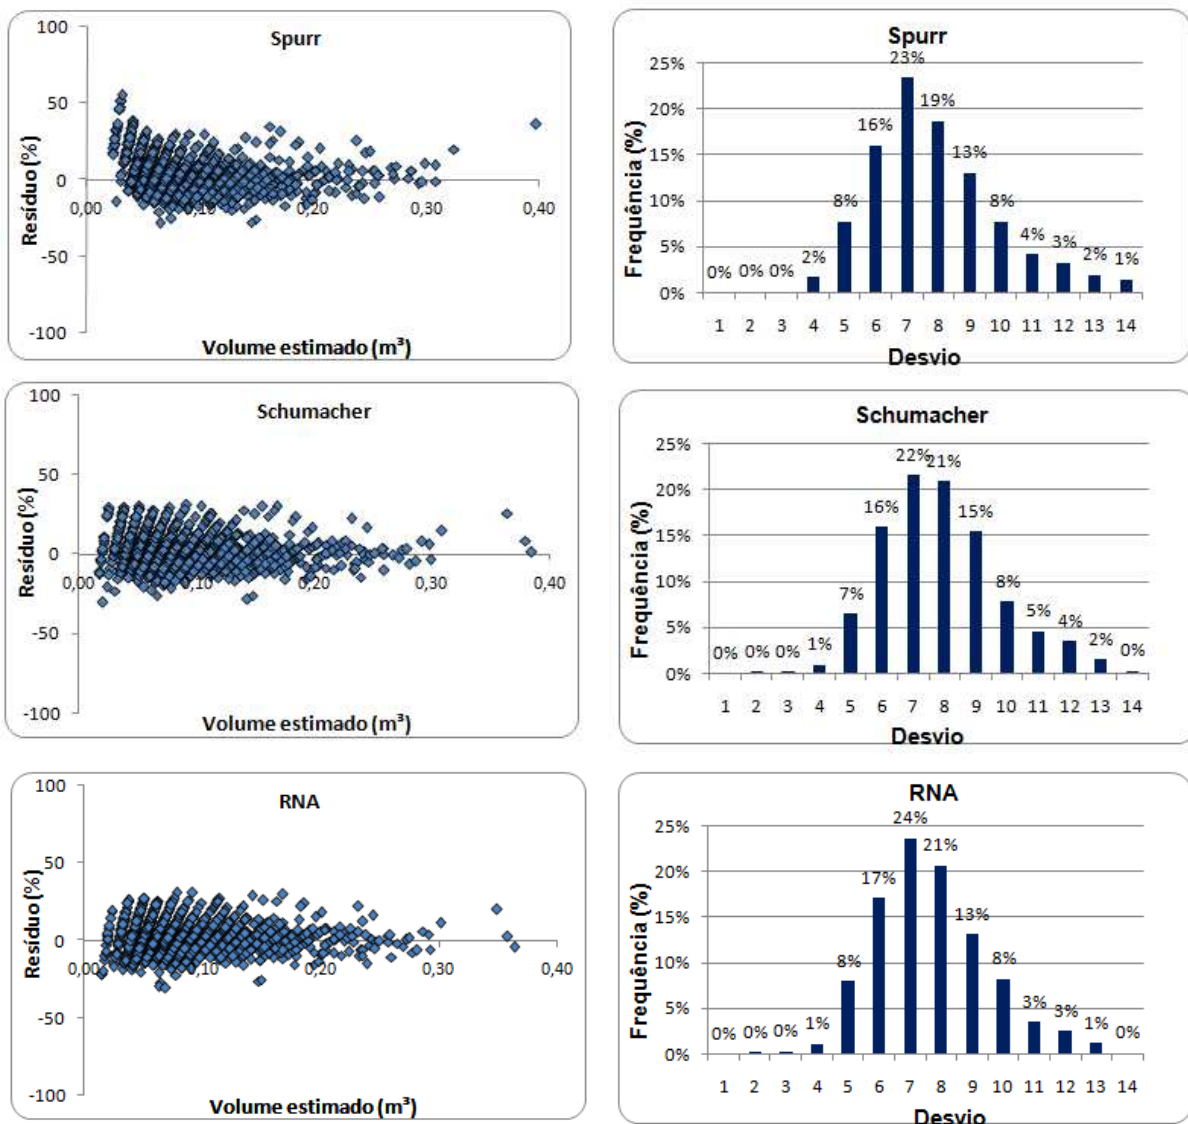 Spurr
100
50
0
-50
-100
Resíduo (%)
0,00 0,10 0,20 0,30 0,40
Volume estimado (m³)
Spurr
Frequência (%)
25%
20%
15%
10%
5%
0%
0% 0% 0% 2% 8% 16% 23% 19% 13% 8% 4% 3% 2% 1%
1 2 3 4 5 6 7 8 9 10 11 12 13 14
Desvio
Schumacher
100
50
0
-50
-100
Resíduo (%)
0,00 0,10 0,20 0,30 0,40
Volume estimado (m³)
Schumacher
Frequência (%)
25%
20%
15%
10%
5%
0%
0% 0% 0% 1% 7% 16% 22% 21% 15% 8% 5% 4% 2% 0%
1 2 3 4 5 6 7 8 9 10 11 12 13 14
Desvio
RNA
100
50
0
-50
-100
Resíduo (%)
0,00 0,10 0,20 0,30 0,40
Volume estimado (m³)
RNA
Frequência (%)
25%
20%
15%
10%
5%
0%
0% 0% 0% 1% 8% 17% 24% 21% 13% 8% 3% 3% 1% 0%
1 2 3 4 5 6 7 8 9 10 11 12 13 14
Desvio